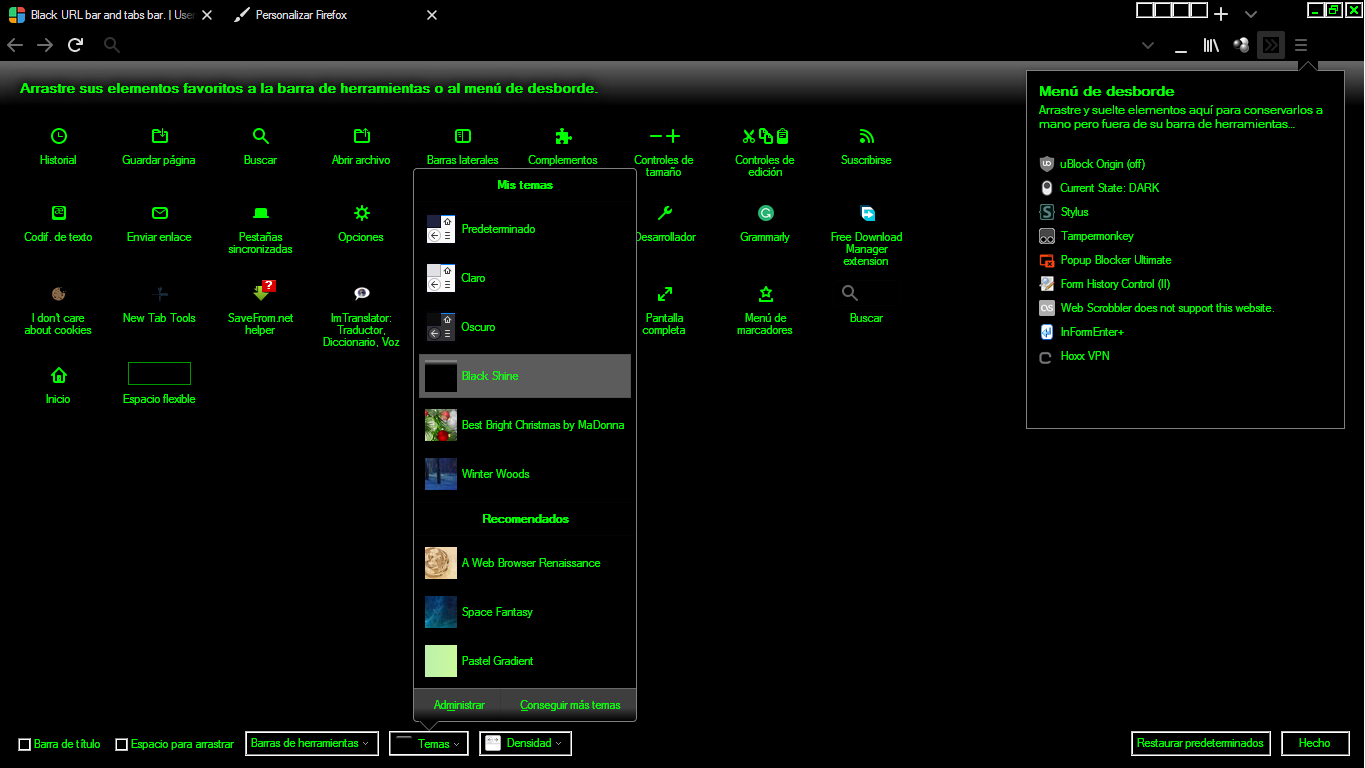 Black URL bar and tabs bar. | User
Personalizar Firefox
Arrastre sus elementos favoritos a la barra de herramientas o al menú de desborde.
Historial
Guardar página
Buscar
Abrir archivo
Barras laterales
Complementos
Controles de
tamaño
Controles de
edición
Suscribirse
Codif. de texto
Enviar enlace
Pestañas
sincronizadas
Opciones
Desarrollador
Grammarly
Free Download
Manager
extension
I don't care
about cookies
New Tab Tools
?
SaveFrom.net
helper
ImTranslator:
Traductor,
Diccionario, Voz
Pantalla
completa
Menú de
marcadores
Buscar
Inicio
Espacio flexible
Mis temas
Predeterminado
Claro
Oscuro
Black Shine
Best Bright Christmas by MaDonna
Winter Woods
Recomendados
A Web Browser Renaissance
Space Fantasy
Pastel Gradient
Administrar
Conseguir más temas
Menú de desborde
Arrastre y suelte elementos aquí para conservarlos a
mano pero fuera de su barra de herramientas...
uBlock Origin (off)
Current State: DARK
Stylus
Tampermonkey
Popup Blocker Ultimate
Form History Control (II)
Web Scrobbler does not support this website.
InFormEnter+
Hoxx VPN
Barra de título
Espacio para arrastrar
Barras de herramientas
Temas
Densidad
Restaurar predeterminados
Hecho